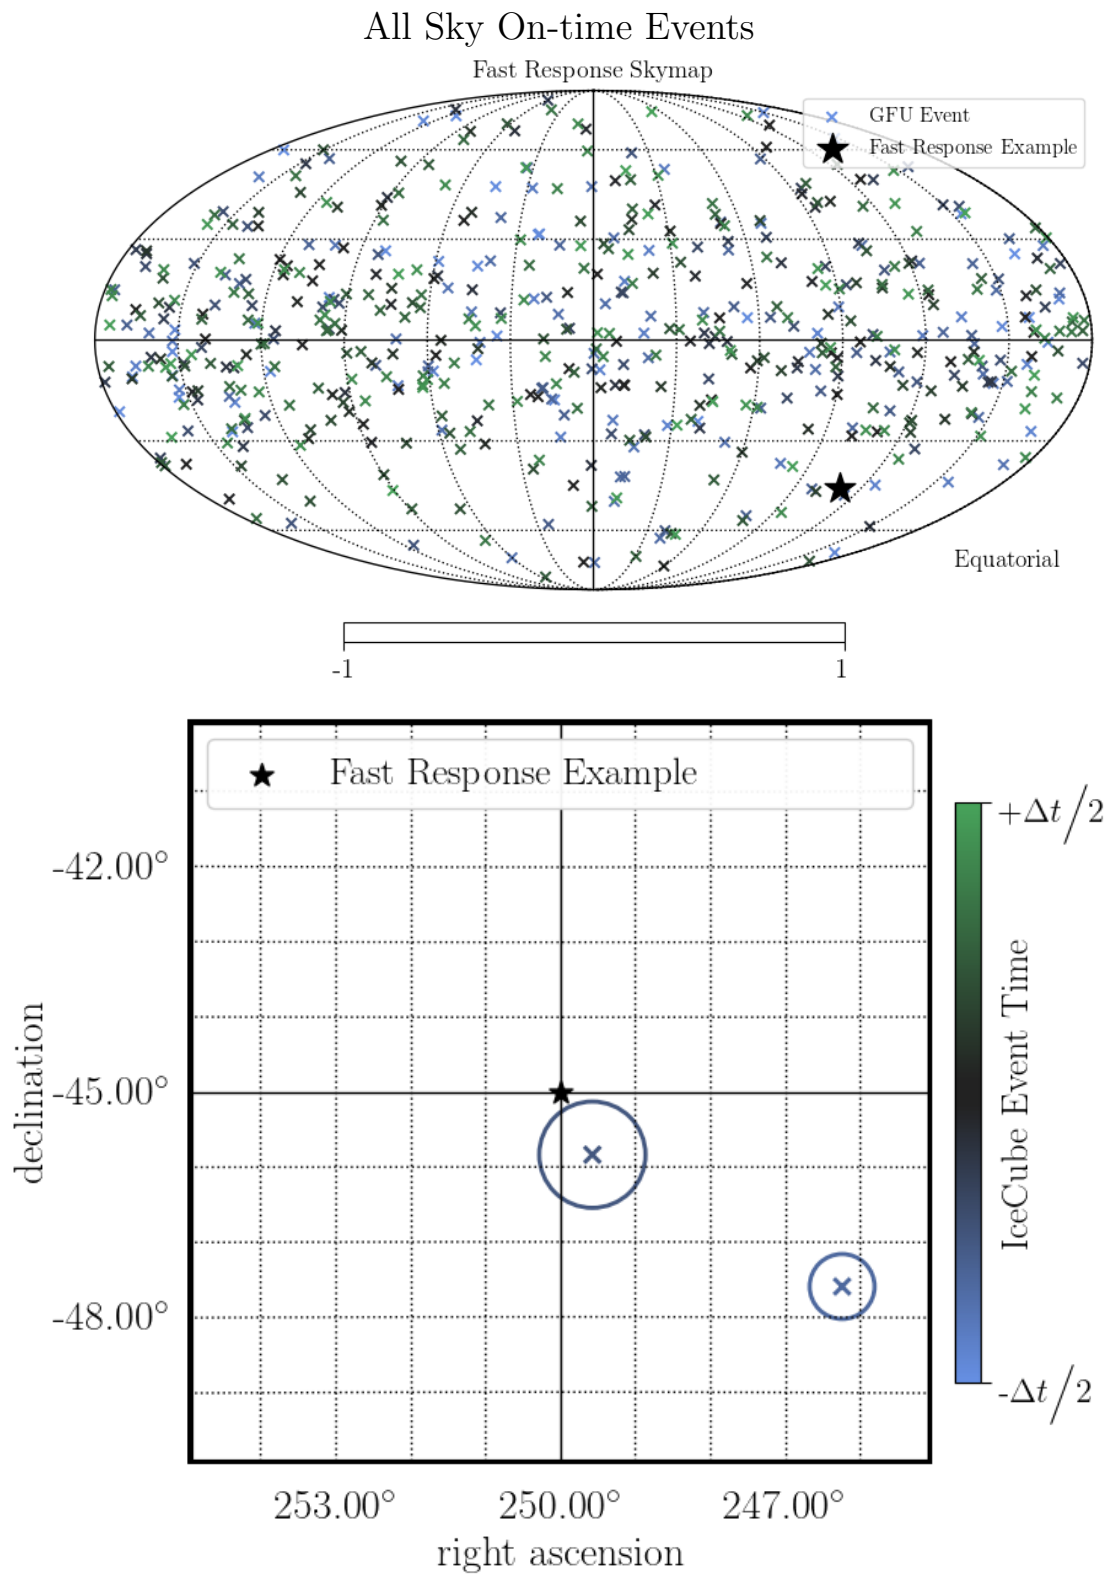 All Sky On-time Events
Fast Response Skymap
GFU Event
Fast Response Example
Equatorial
-1 1
Fast Response Example
+Δt/2
-42.00°
-45.00°
-48.00°
declination
IceCube Event Time
-Δt/2
253.00° 250.00° 247.00°
right ascension